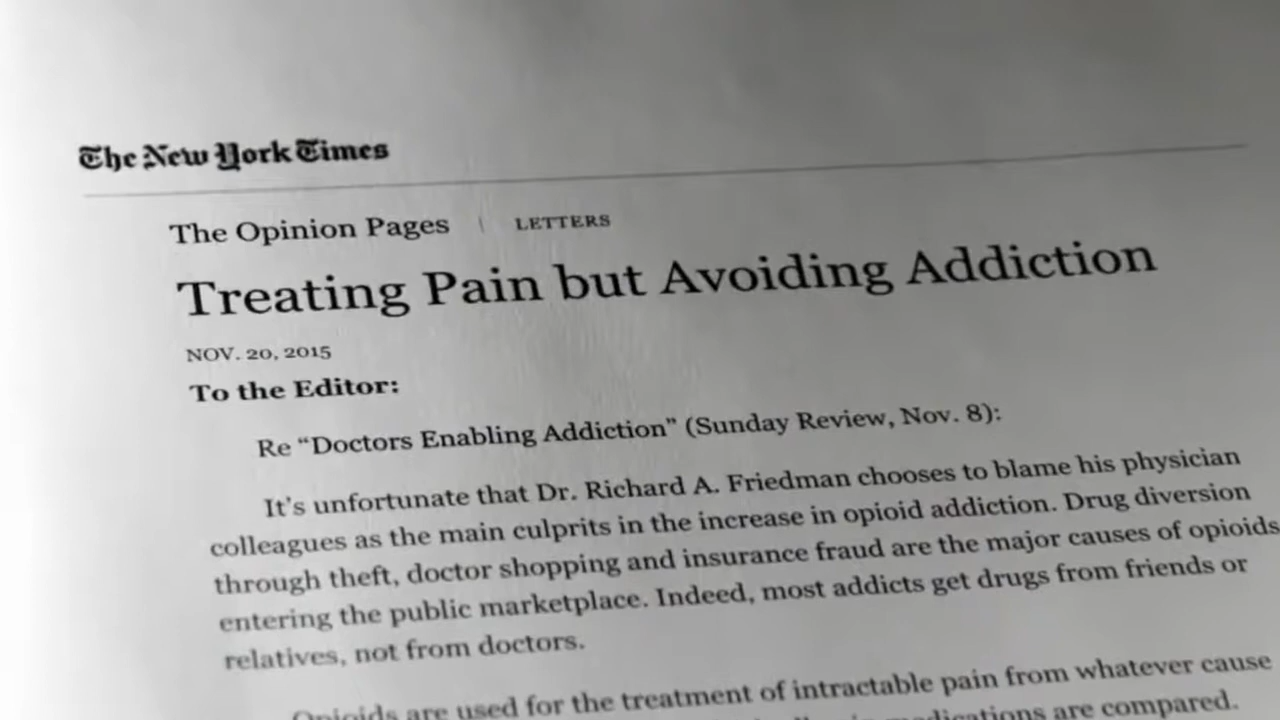 The New York Times
The Opinion Pages | LETTERS
Treating Pain but Avoiding Addiction
NOV. 20, 2015
To the Editor:
Re “Doctors Enabling Addiction” (Sunday Review, Nov. 8):
It’s unfortunate that Dr. Richard A. Friedman chooses to blame his physician
colleagues as the main culprits in the increase in opioid addiction. Drug diversion
through theft, doctor shopping and insurance fraud are the major causes of opioids
entering the public marketplace. Indeed, most addicts get drugs from friends or
relatives, not from doctors.
Opioids are used for the treatment of intractable pain from whatever cause
medications are compared.